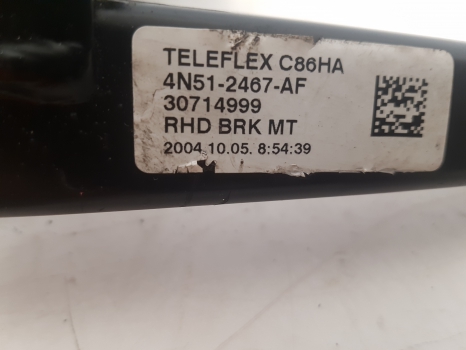 TELEFLEX C86HA
4N51-2467-AF
30714999
RHD BRK MT
2004.10.05. 8:54:39